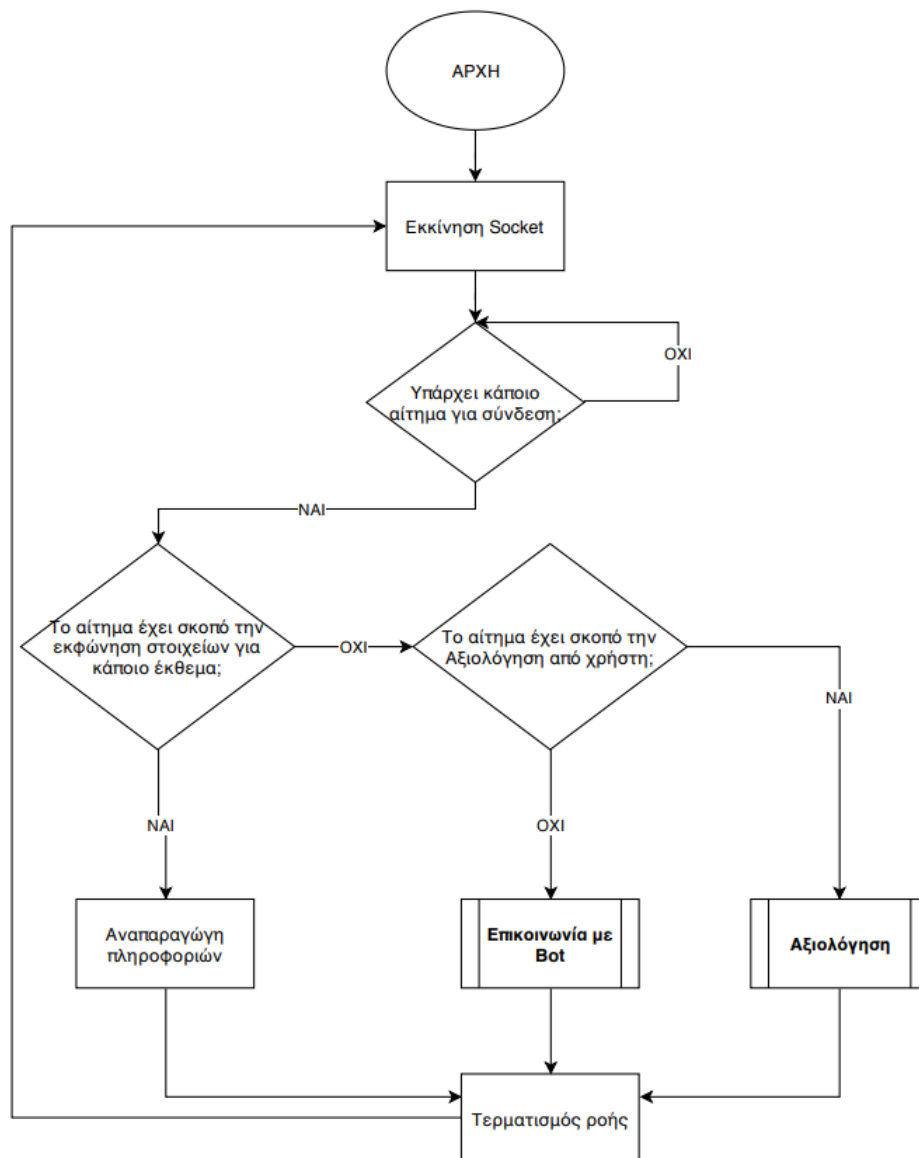 ΑΡΧΗ
Εκκίνηση Socket
ΟΧΙ
Υπάρχει κάποιο
αίτημα για σύνδεση;
ΝΑΙ
Το αίτημα έχει σκοπό την
εκφώνηση στοιχείων για
κάποιο έκθεμα;
ΟΧΙ
Το αίτημα έχει σκοπό την
Αξιολόγηση από χρήστη;
ΝΑΙ
ΝΑΙ
ΟΧΙ
Αναπαραγώγη
πληροφοριών
Επικοινωνία με
Bot
Αξιολόγηση
Τερματισμός ροής